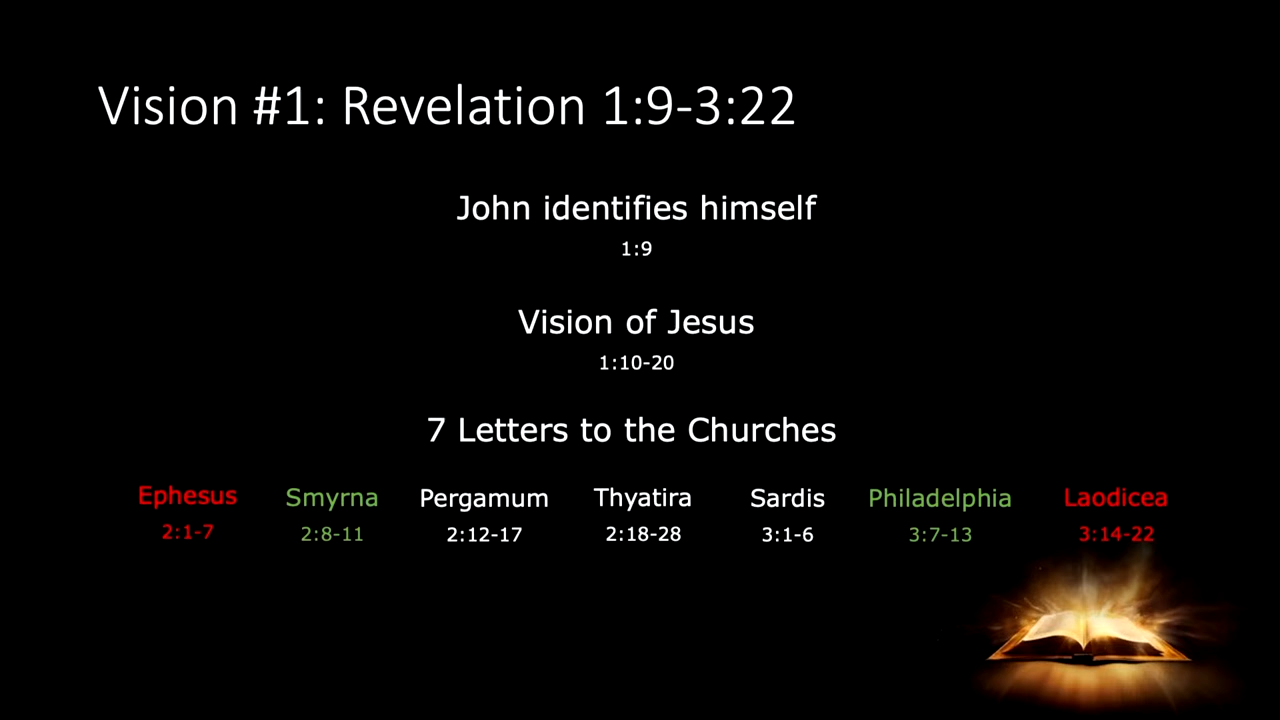 Vision #1: Revelation 1:9-3:22
John identifies himself
1:9
Vision of Jesus
1:10-20
7 Letters to the Churches
Ephesus Smyrna Pergamum Thyatira Sardis Philadelphia Laodicea
2:1-7 2:8-11 2:12-17 2:18-28 3:1-6 3:7-13 3:14-22